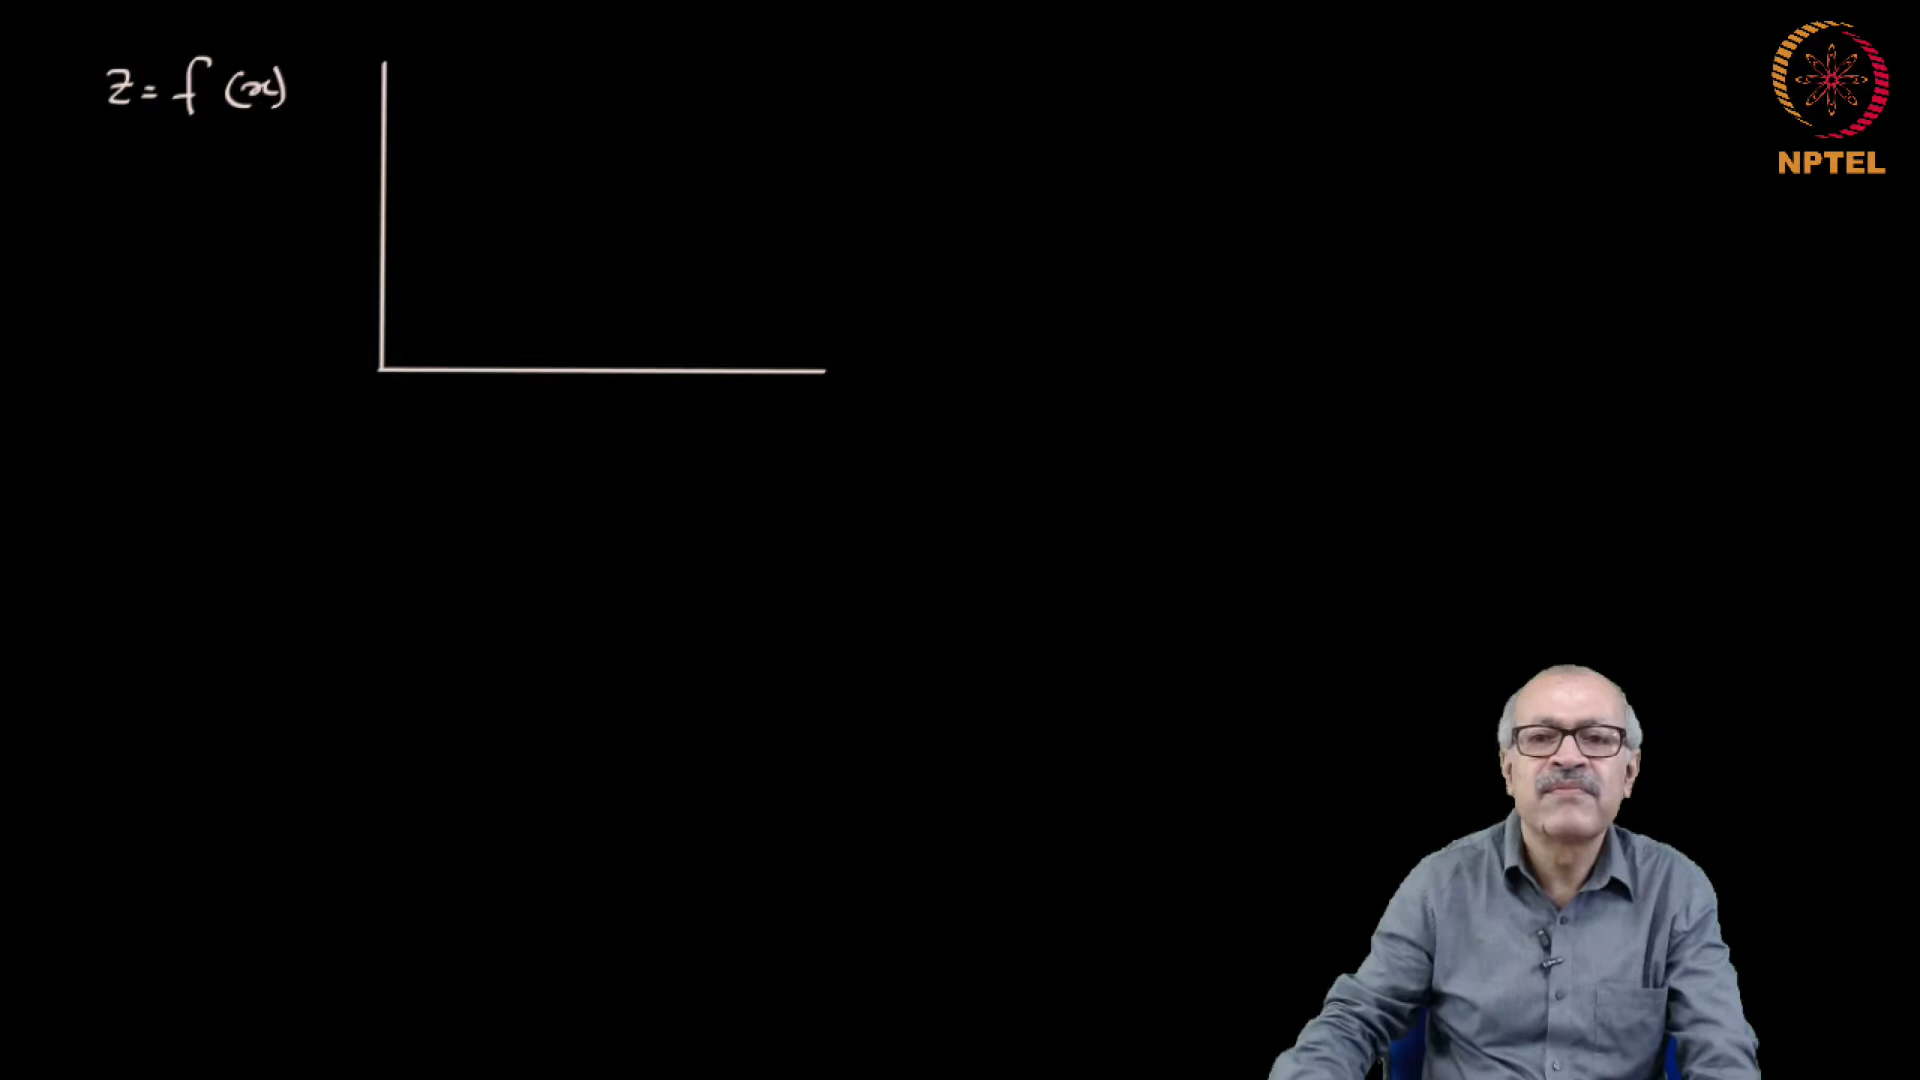 z = f(x)
NPTEL